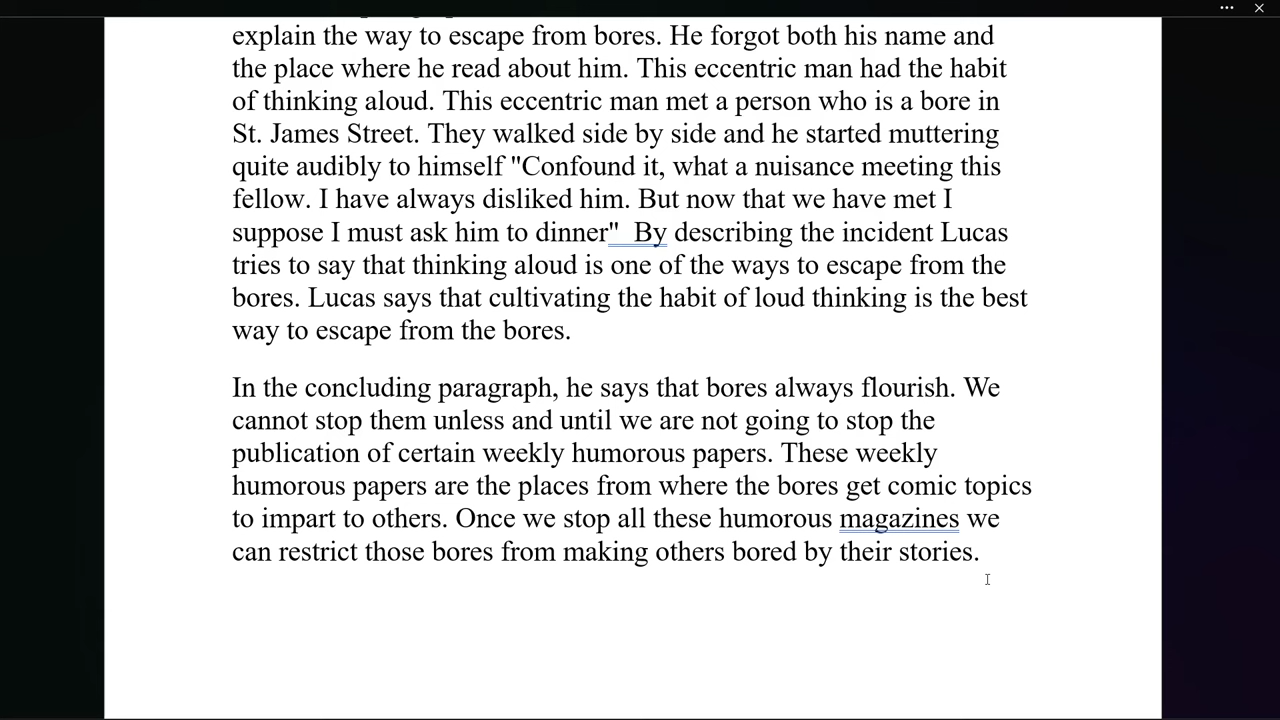 explain the way to escape from bores. He forgot both his name and
the place where he read about him. This eccentric man had the habit
of thinking aloud. This eccentric man met a person who is a bore in
St. James Street. They walked side by side and he started muttering
quite audibly to himself "Confound it, what a nuisance meeting this
fellow. I have always disliked him. But now that we have met I
suppose I must ask him to dinner"  By describing the incident Lucas
tries to say that thinking aloud is one of the ways to escape from the
bores. Lucas says that cultivating the habit of loud thinking is the best
way to escape from the bores.
In the concluding paragraph, he says that bores always flourish. We
cannot stop them unless and until we are not going to stop the
publication of certain weekly humorous papers. These weekly
humorous papers are the places from where the bores get comic topics
to impart to others. Once we stop all these humorous magazines we
can restrict those bores from making others bored by their stories.